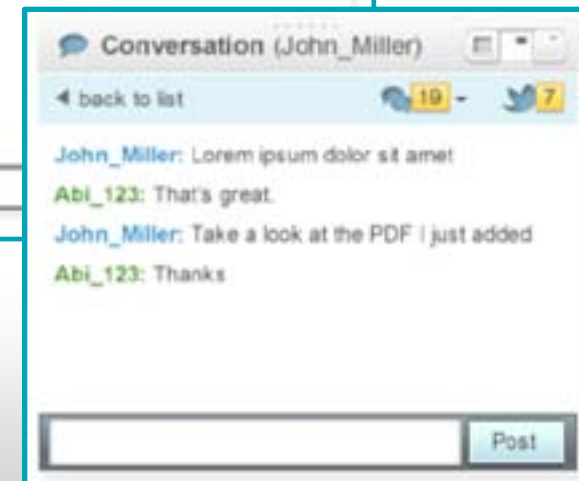 Conversation (John_Miller)
back to list 19 7
John_Miller: Lorem ipsum dolor sit amet
Abi_123: That's great.
John_Miller: Take a look at the PDF I just added
Abi_123: Thanks
Post